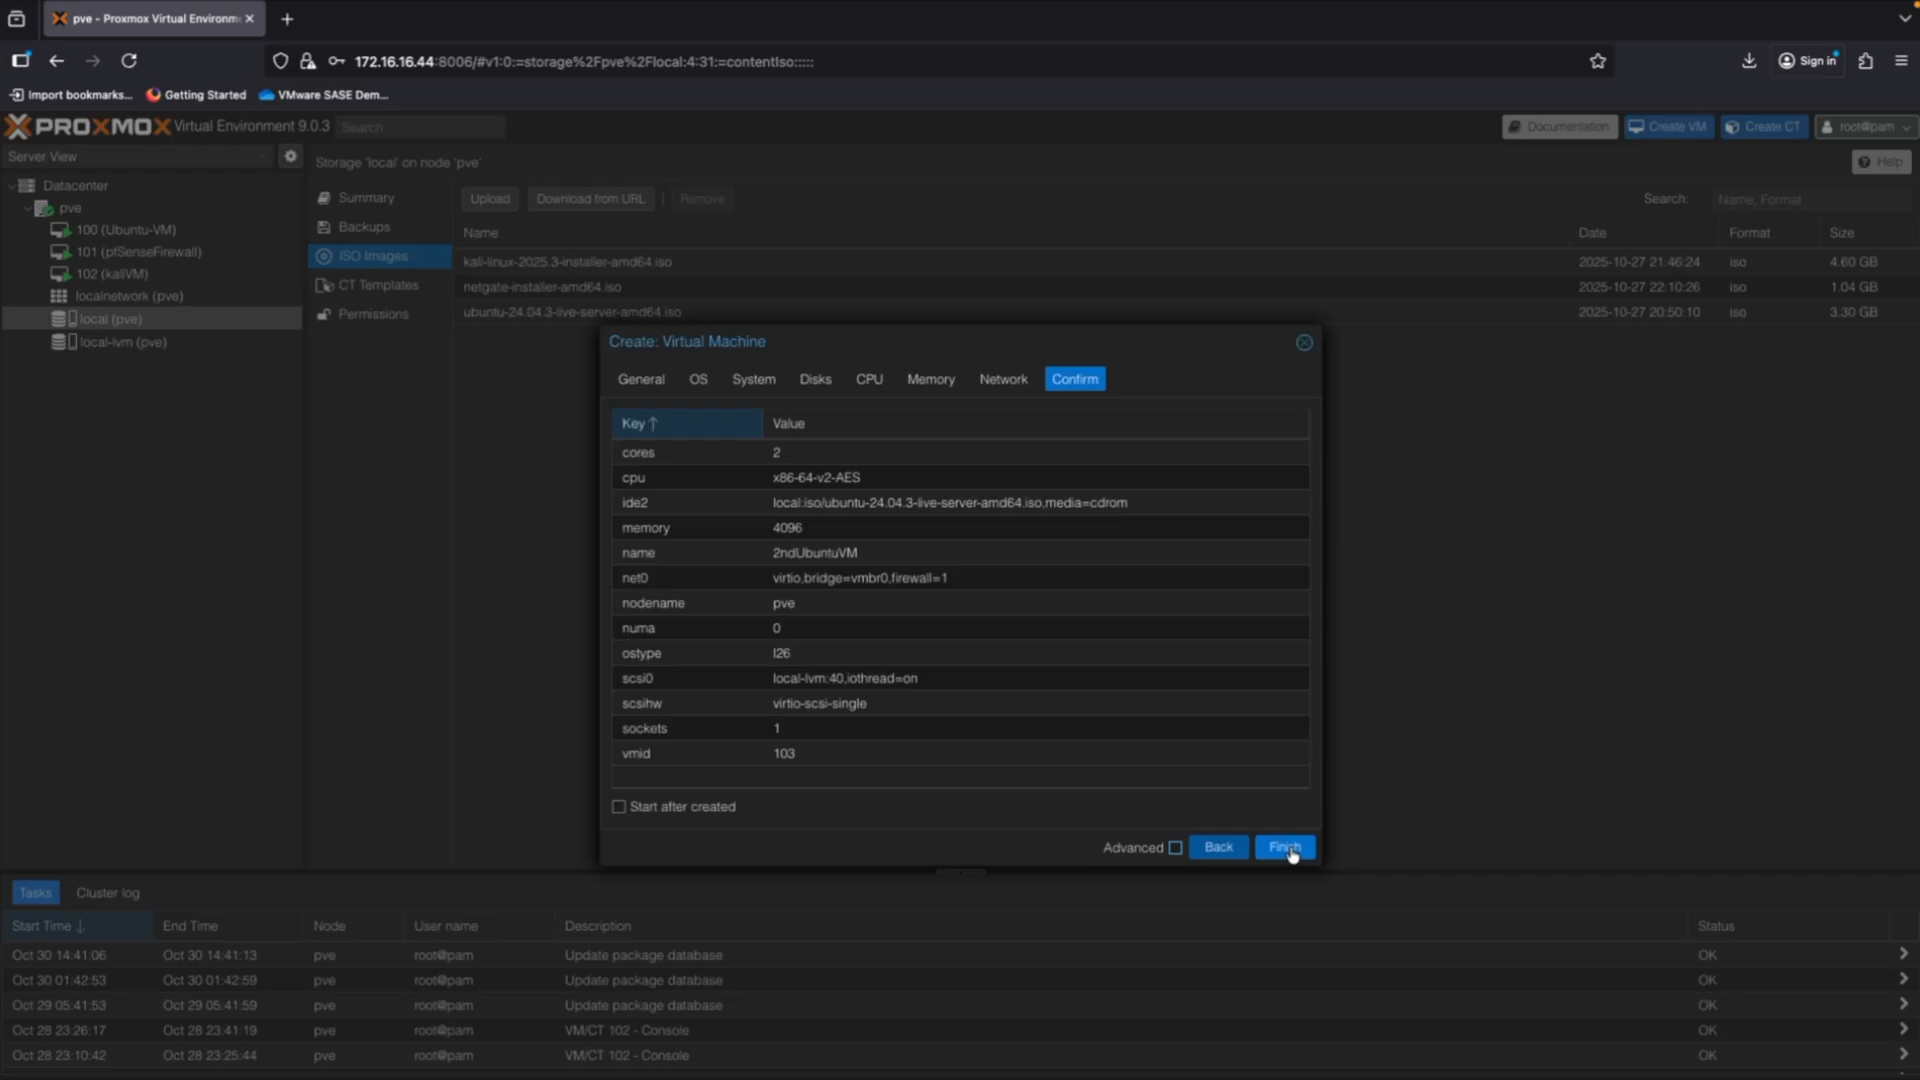 pve - Proxmox Virtual Environm
172.16.16.44:8006/#v1:0:=storage%2Fpve%2Flocal:4:31:=contentIso:::::
Sign in
Import bookmarks...
Getting Started
VMware SASE Dem...
PROXMOX Virtual Environment 9.0.3
Search
Documentation
Create VM
Create CT
root@pam
Server View
Storage 'local' on node 'pve'
Help
Datacenter
pve
100 (Ubuntu-VM)
101 (pfSenseFirewall)
102 (kaliVM)
localnetwork (pve)
local (pve)
local-lvm (pve)
Summary
Backups
ISO Images
CT Templates
Permissions
Upload
Download from URL
Remove
Search:
Name, Format
Name Date Format Size
kali-linux-2025.3-installer-amd64.iso 2025-10-27 21:46:24 iso 4.60 GB
netgate-installer-amd64.iso 2025-10-27 22:10:26 iso 1.04 GB
ubuntu-24.04.3-live-server-amd64.iso 2025-10-27 20:50:10 iso 3.30 GB
Create: Virtual Machine
General OS System Disks CPU Memory Network Confirm
Key Value
cores 2
cpu x86-64-v2-AES
ide2 local:iso/ubuntu-24.04.3-live-server-amd64.iso,media=cdrom
memory 4096
name 2ndUbuntuVM
net0 virtio,bridge=vmbr0,firewall=1
nodename pve
numa 0
ostype l26
scsi0 local-lvm:40,iothread=on
scsihw virtio-scsi-single
sockets 1
vmid 103
Start after created
Advanced
Back
Finish
Tasks
Cluster log
Start Time End Time Node User name Description Status
Oct 30 14:41:06 Oct 30 14:41:13 pve root@pam Update package database OK
Oct 30 01:42:53 Oct 30 01:42:59 pve root@pam Update package database OK
Oct 29 05:41:53 Oct 29 05:41:59 pve root@pam Update package database OK
Oct 28 23:26:17 Oct 28 23:41:19 pve root@pam VM/CT 102 - Console OK
Oct 28 23:10:42 Oct 28 23:25:44 pve root@pam VM/CT 102 - Console OK